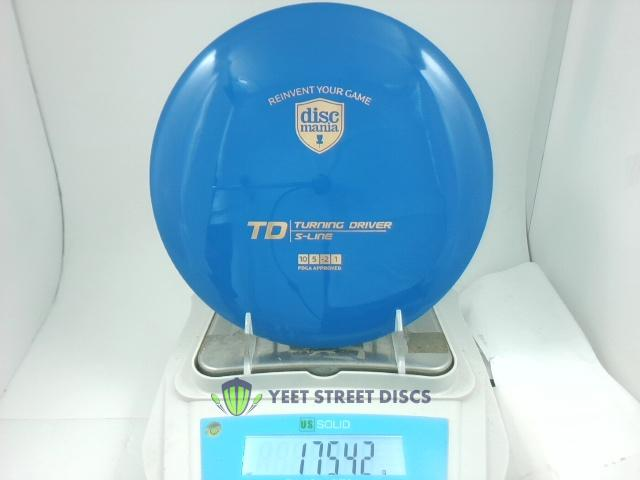 REINVENT YOUR GAME
disc
mania
TD TURNING DRIVER
S-LINE
10 5 -2 1
PDGA APPROVED
YEET STREET DISCS
US SOLID
175.42 g